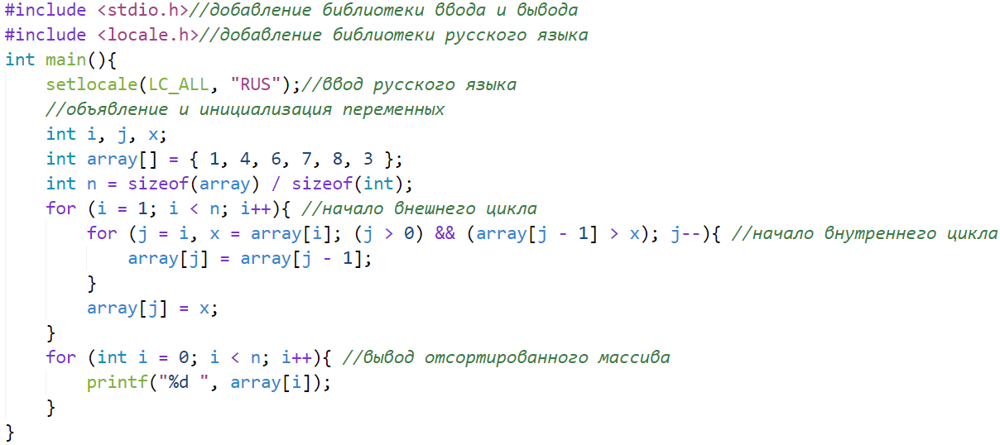 #include <stdio.h>//добавление библиотеки ввода и вывода
#include <locale.h>//добавление библиотеки русского языка
int main(){
    setlocale(LC_ALL, "RUS");//ввод русского языка
    //объявление и инициализация переменных
    int i, j, x;
    int array[] = { 1, 4, 6, 7, 8, 3 };
    int n = sizeof(array) / sizeof(int);
    for (i = 1; i < n; i++){ //начало внешнего цикла
        for (j = i, x = array[i]; (j > 0) && (array[j - 1] > x); j--){ //начало внутреннего цикла
            array[j] = array[j - 1];
        }
        array[j] = x;
    }
    for (int i = 0; i < n; i++){ //вывод отсортированного массива
        printf("%d ", array[i]);
    }
}